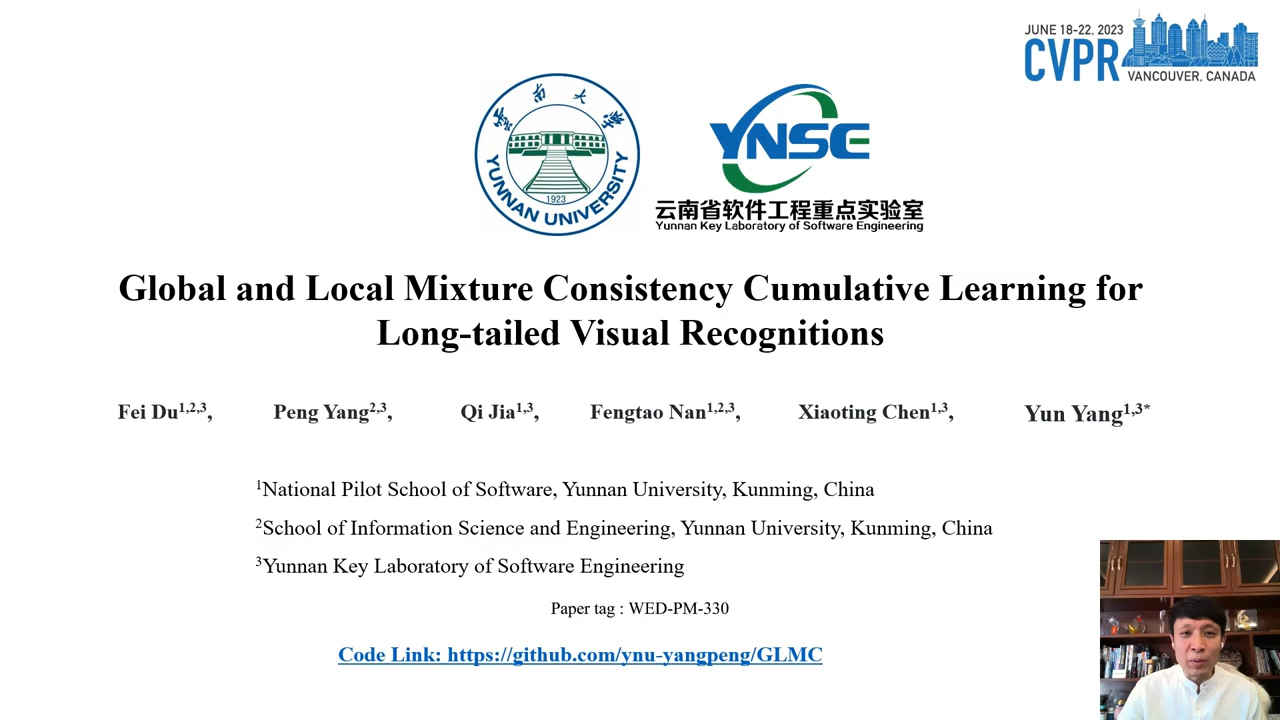 JUNE 18-22, 2023
CVPR
VANCOUVER, CANADA
雲南大學
1923
YUNNAN UNIVERSITY
YNSE
云南省软件工程重点实验室
Yunnan Key Laboratory of Software Engineering
Global and Local Mixture Consistency Cumulative Learning for
Long-tailed Visual Recognitions
Fei Du1,2,3, Peng Yang2,3, Qi Jia1,3, Fengtao Nan1,2,3, Xiaoting Chen1,3, Yun Yang1,3*
1National Pilot School of Software, Yunnan University, Kunming, China
2School of Information Science and Engineering, Yunnan University, Kunming, China
3Yunnan Key Laboratory of Software Engineering
Paper tag : WED-PM-330
Code Link: https://github.com/ynu-yangpeng/GLMC